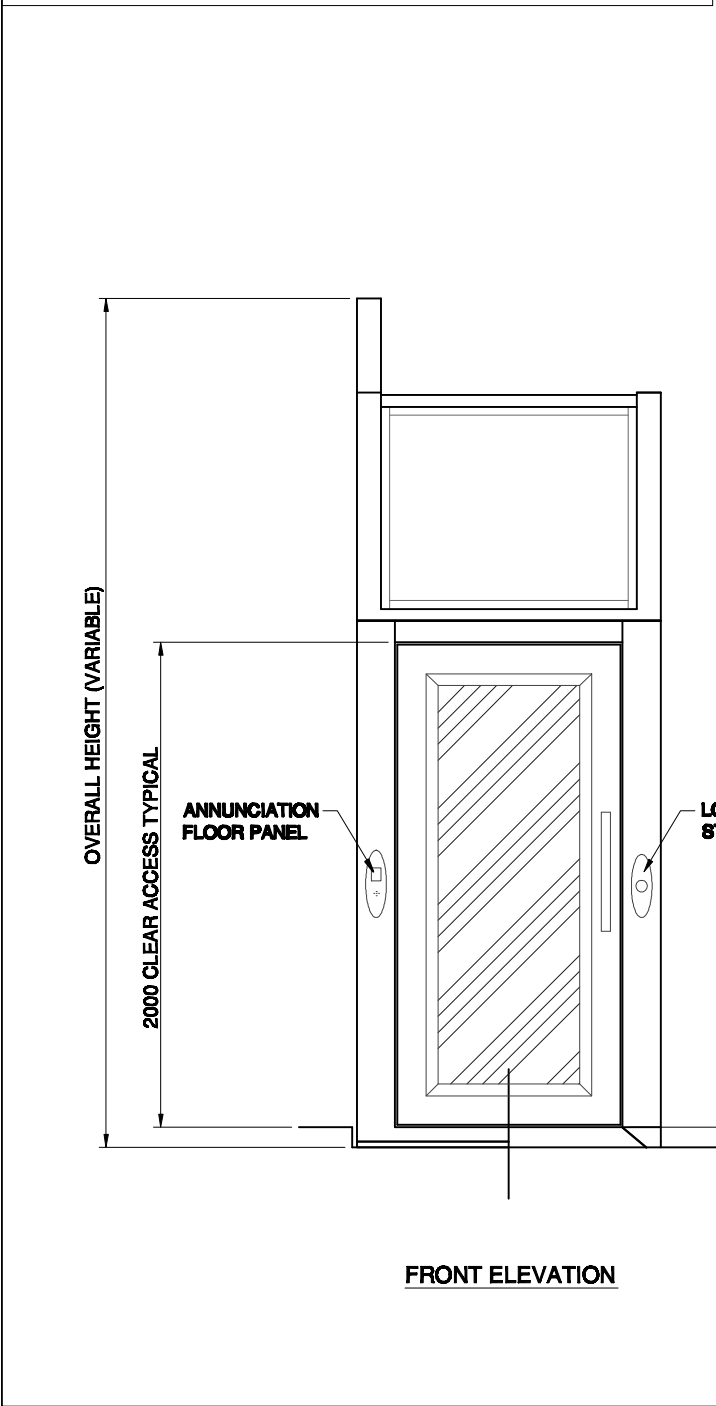 OVERALL HEIGHT (VARIABLE)
2000 CLEAR ACCESS TYPICAL
ANNUNCIATION
FLOOR PANEL
FRONT ELEVATION